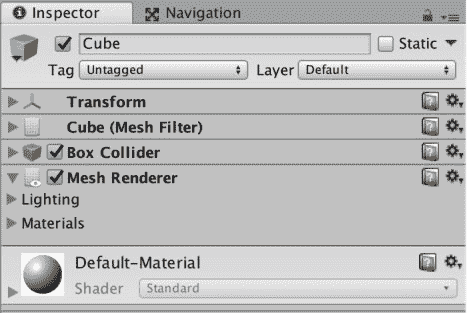 Inspector Navigation
Cube Static
Tag Untagged Layer Default
Transform
Cube (Mesh Filter)
Box Collider
Mesh Renderer
Lighting
Materials
Default-Material
Shader Standard